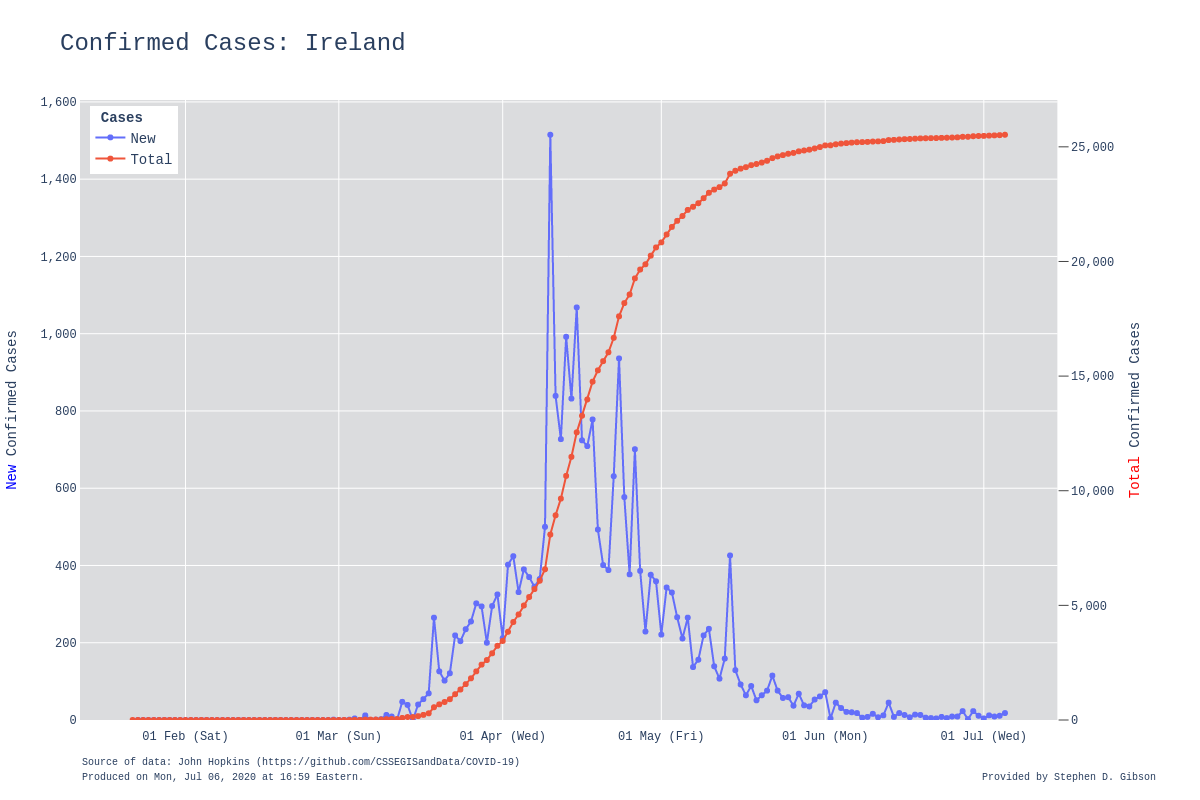 Confirmed Cases: Ireland
Cases
New
Total
1,600
1,400
1,200
1,000
800
600
400
200
0
25,000
20,000
15,000
10,000
5,000
0
New Confirmed Cases
Total Confirmed Cases
01 Feb (Sat)
01 Mar (Sun)
01 Apr (Wed)
01 May (Fri)
01 Jun (Mon)
01 Jul (Wed)
Source of data: John Hopkins (https://github.com/CSSEGISandData/COVID-19)
Produced on Mon, Jul 06, 2020 at 16:59 Eastern.
Provided by Stephen D. Gibson